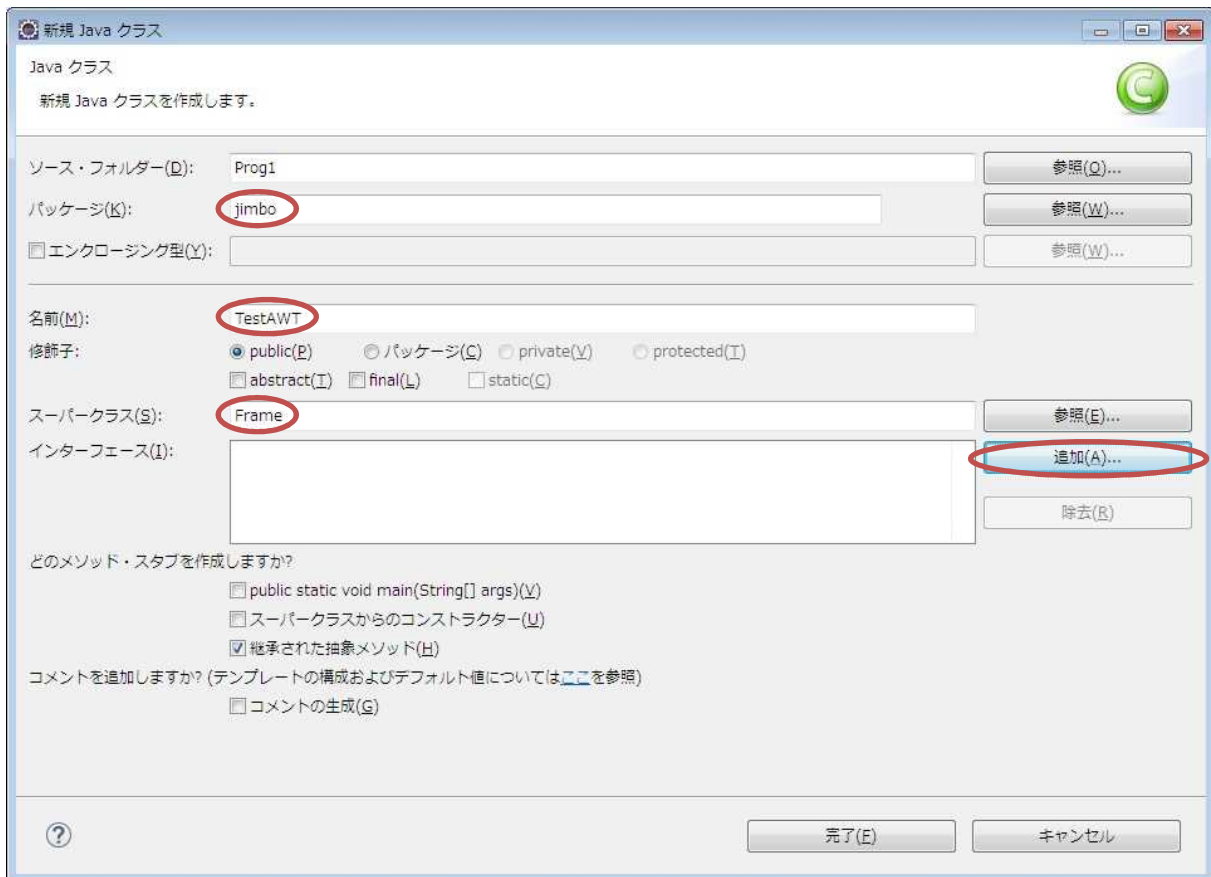 新規 Java クラス
Java クラス
新規 Java クラスを作成します。
ソース・フォルダー(D): Prog1 参照(O)...
パッケージ(K): jimbo 参照(W)...
エンクロージング型(Y): 参照(W)...
名前(M): TestAWT
修飾子: public(P) パッケージ(C) private(V) protected(T)
abstract(T) final(L) static(C)
スーパークラス(S): Frame 参照(E)...
インターフェース(I): 追加(A)...
除去(R)
どのメソッド・スタブを作成しますか?
public static void main(String[] args)(V)
スーパークラスからのコンストラクター(U)
継承された抽象メソッド(H)
コメントを追加しますか? (テンプレートの構成およびデフォルト値についてはここを参照)
コメントの生成(G)
完了(F) キャンセル